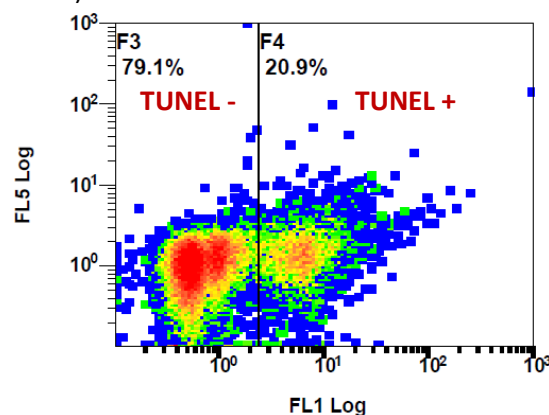 10³
F3 F4
79.1% 20.9%
TUNEL - TUNEL +
10²
10¹
10⁰
FL5 Log
10⁰ 10¹ 10² 10³
FL1 Log